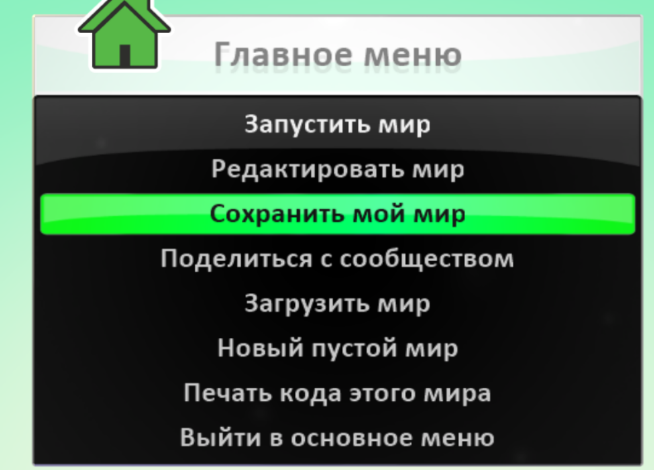 Главное меню
Запустить мир
Редактировать мир
Сохранить мой мир
Поделиться с сообществом
Загрузить мир
Новый пустой мир
Печать кода этого мира
Выйти в основное меню